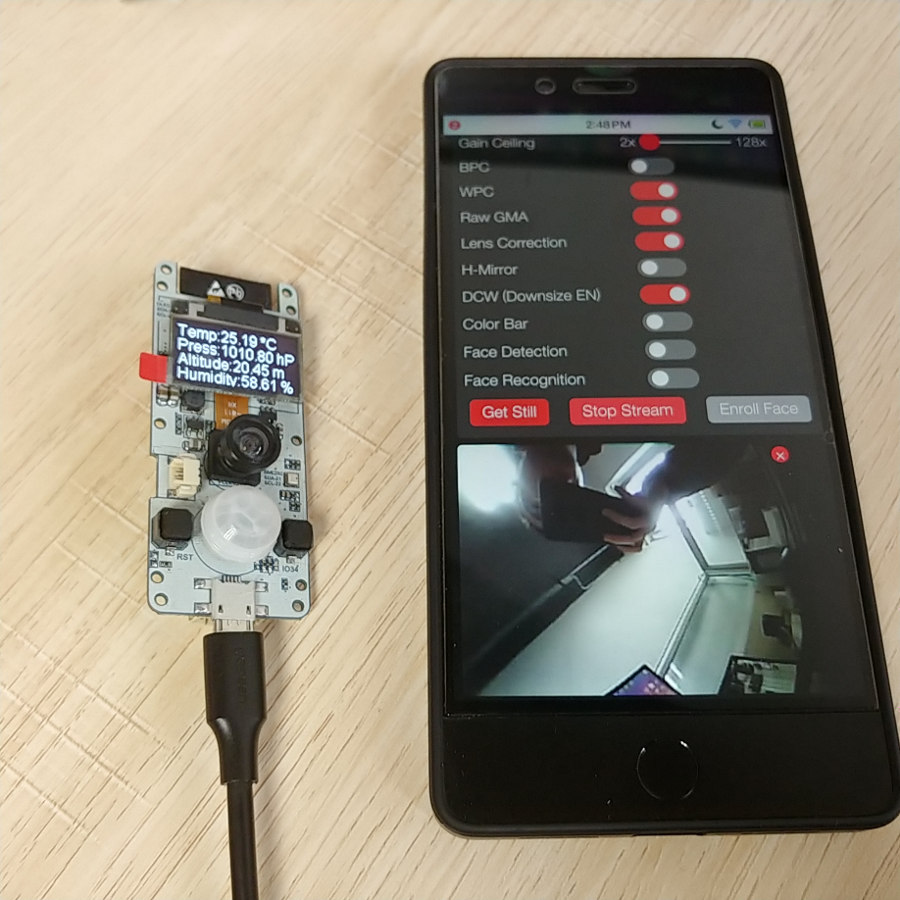 Temp:25.19 °C
Press:1010.80 hP
Altitude:20.45 m
Humidity:58.61 %
RST
IO34
2:48 PM
Gain Ceiling 2x 128x
BPC
WPC
Raw GMA
Lens Correction
H-Mirror
DCW (Downsize EN)
Color Bar
Face Detection
Face Recognition
Get Still Stop Stream Enroll Face